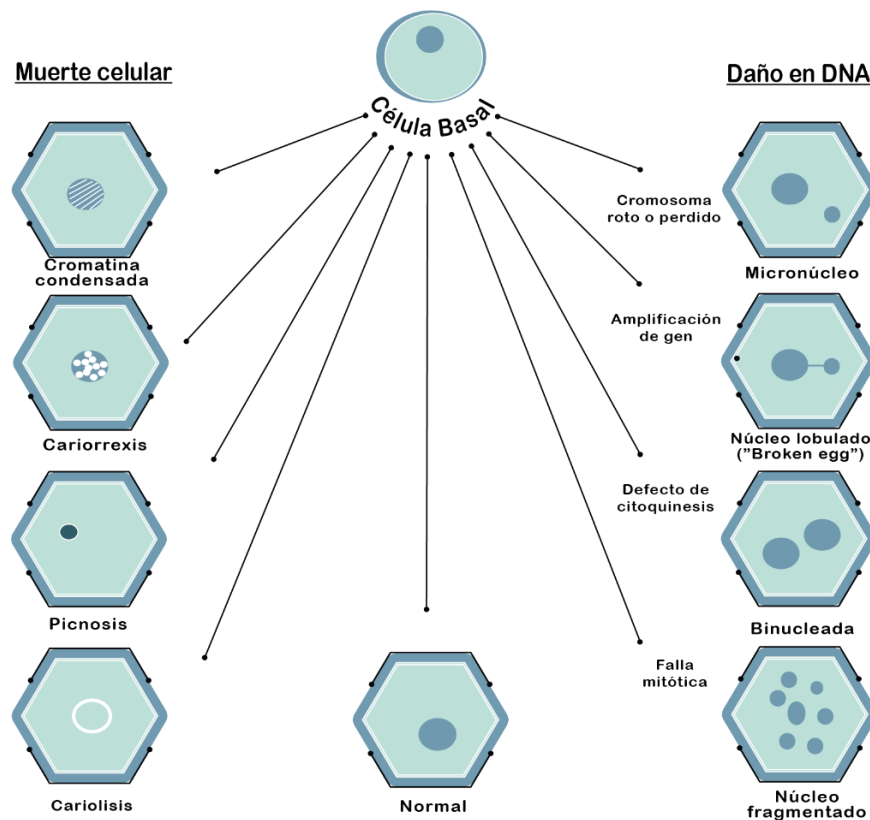 Muerte celular
Célula Basal
Daño en DNA
Cromatina
condensada
Cariorrexis
Picnosis
Cariolisis
Normal
Cromosoma
roto o perdido
Micronúcleo
Amplificación
de gen
Núcleo lobulado
("Broken egg")
Defecto de
citoquinesis
Binucleada
Falla
mitótica
Núcleo
fragmentado